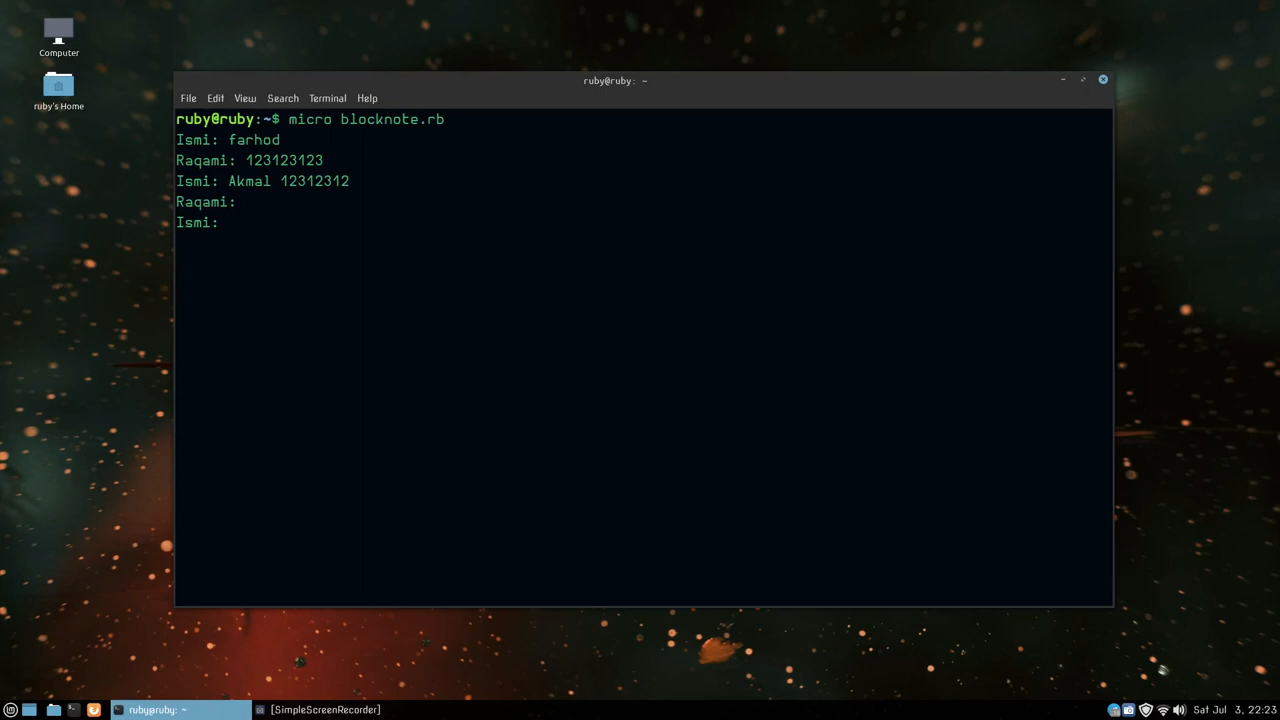 Computer
ruby's Home
ruby@ruby: ~
File Edit View Search Terminal Help
ruby@ruby:~$ micro blocknote.rb
Ismi: farhod
Raqami: 123123123
Ismi: Akmal 12312312
Raqami:
Ismi:
ruby@ruby: ~
[SimpleScreenRecorder]
Sat Jul 3, 22:23